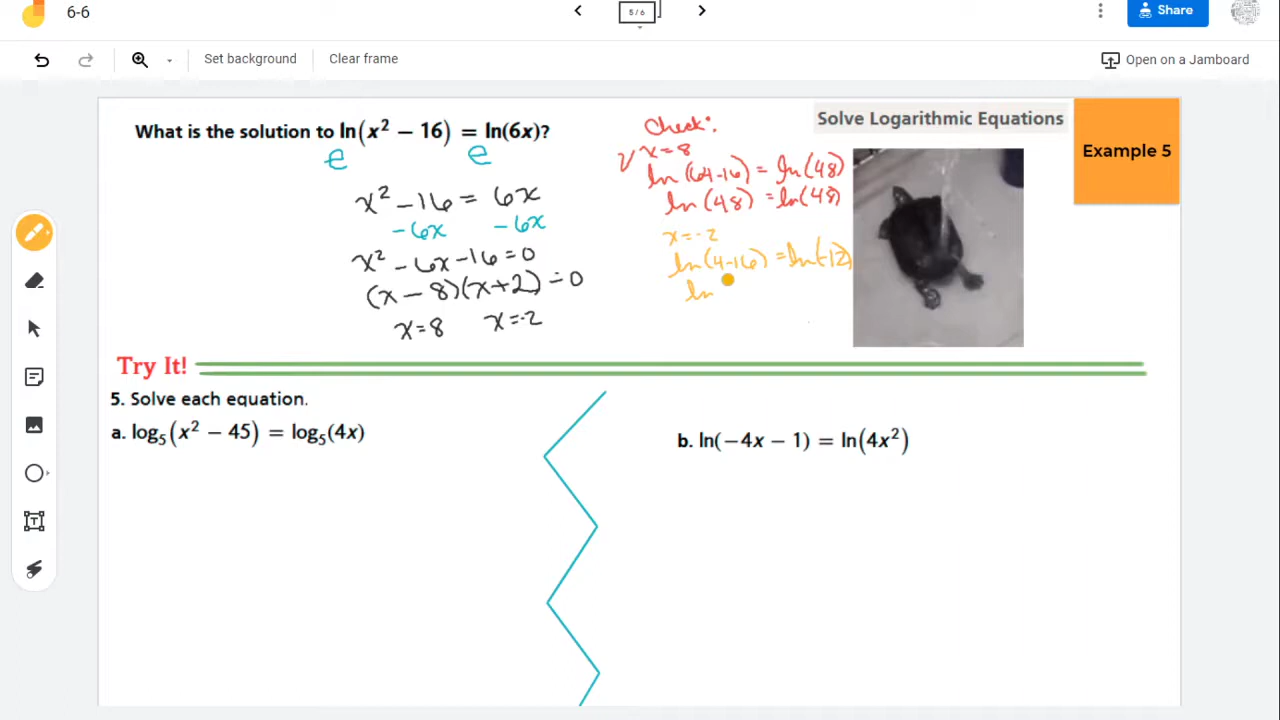 6-6
5/6
Share
Set background
Clear frame
Open on a Jamboard
What is the solution to ln(x² − 16) = ln(6x)?
e e
x² − 16 = 6x
−6x −6x
x² − 6x − 16 = 0
(x − 8)(x + 2) = 0
x = 8 x = -2
Check:
√ x = 8
ln(64-16) = ln(48)
ln(48) = ln(48)
x = -2
ln(4-16) = ln(-12)
ln
Solve Logarithmic Equations
Example 5
Try It!
5. Solve each equation.
a. log₅(x² − 45) = log₅(4x)
b. ln(−4x − 1) = ln(4x²)